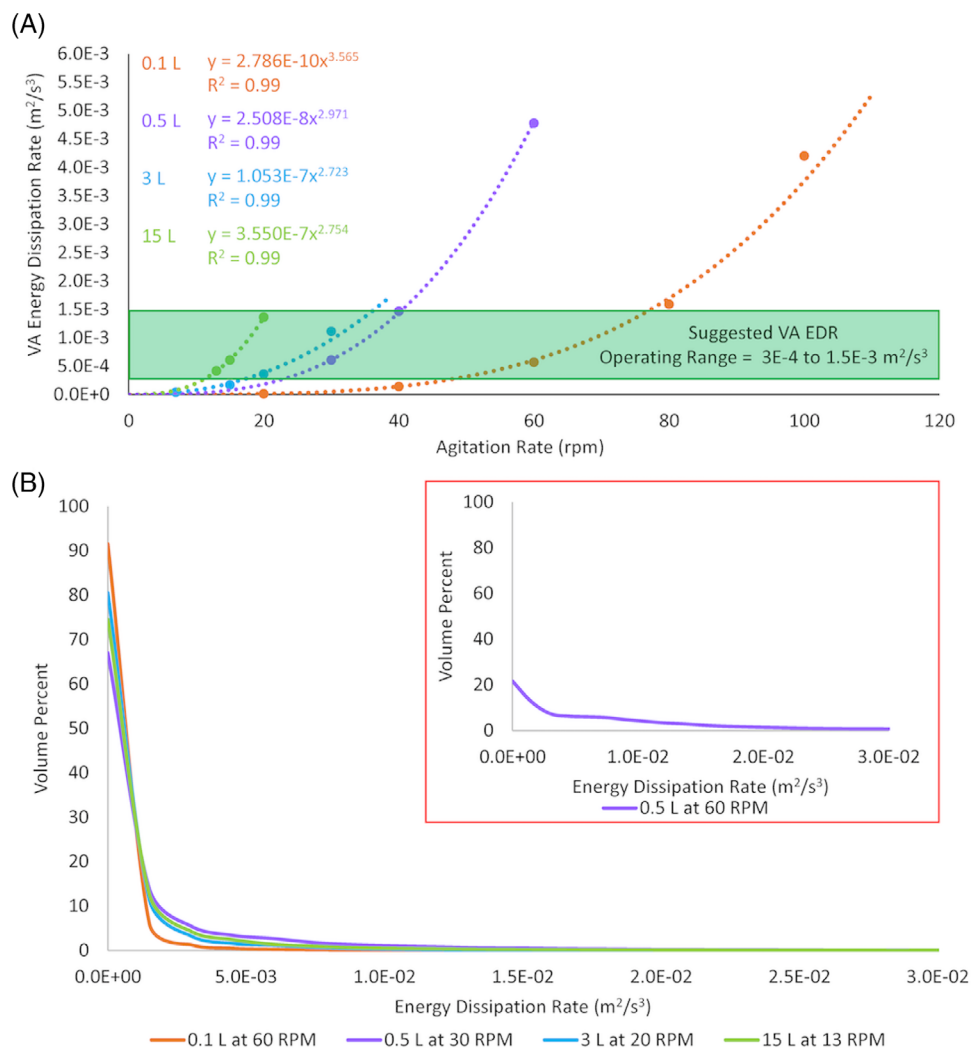 (A)
6.0E-3
5.5E-3
5.0E-3
4.5E-3
4.0E-3
3.5E-3
3.0E-3
2.5E-3
2.0E-3
1.5E-3
1.0E-3
5.0E-4
0.0E+0
VA Energy Dissipation Rate (m²/s³)
0.1 L y = 2.786E-10x^3.565
R² = 0.99
0.5 L y = 2.508E-8x^2.971
R² = 0.99
3 L y = 1.053E-7x^2.723
R² = 0.99
15 L y = 3.550E-7x^2.754
R² = 0.99
Suggested VA EDR
Operating Range = 3E-4 to 1.5E-3 m²/s³
0 20 40 60 80 100 120
Agitation Rate (rpm)
(B)
100
90
80
70
60
50
40
30
20
10
0
Volume Percent
100
80
60
40
20
0
Volume Percent
0.0E+00 1.0E-02 2.0E-02 3.0E-02
Energy Dissipation Rate (m²/s³)
0.5 L at 60 RPM
0.0E+00 5.0E-03 1.0E-02 1.5E-02 2.0E-02 2.5E-02 3.0E-02
Energy Dissipation Rate (m²/s³)
0.1 L at 60 RPM 0.5 L at 30 RPM 3 L at 20 RPM 15 L at 13 RPM